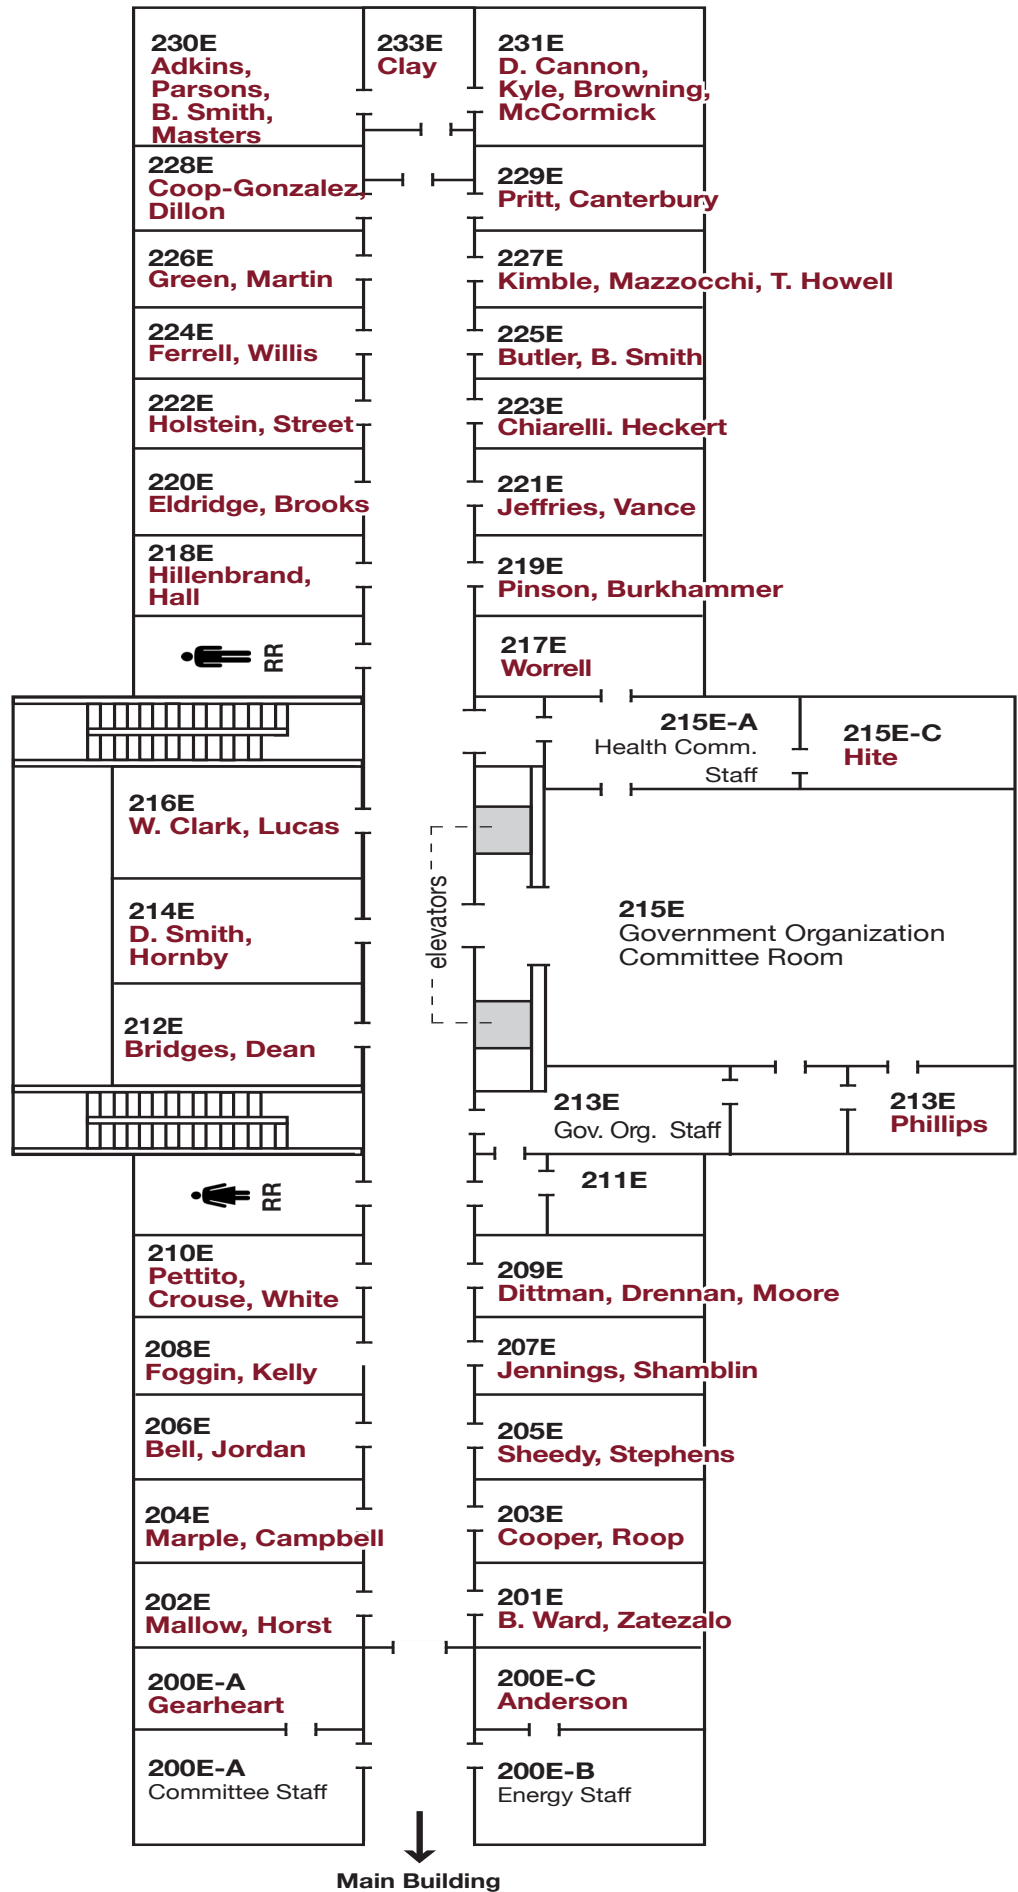 230E
Adkins,
Parsons,
B. Smith,
Masters
233E
Clay
231E
D. Cannon,
Kyle, Browning,
McCormick
228E
Coop-Gonzalez,
Dillon
229E
Pritt, Canterbury
226E
Green, Martin
227E
Kimble, Mazzocchi, T. Howell
224E
Ferrell, Willis
225E
Butler, B. Smith
222E
Holstein, Street
223E
Chiarelli. Heckert
220E
Eldridge, Brooks
221E
Jeffries, Vance
218E
Hillenbrand,
Hall
219E
Pinson, Burkhammer
RR
217E
Worrell
215E-A
Health Comm.
Staff
215E-C
Hite
216E
W. Clark, Lucas
214E
D. Smith,
Hornby
elevators
215E
Government Organization
Committee Room
212E
Bridges, Dean
213E
Gov. Org. Staff
213E
Phillips
RR
211E
210E
Pettito,
Crouse, White
209E
Dittman, Drennan, Moore
208E
Foggin, Kelly
207E
Jennings, Shamblin
206E
Bell, Jordan
205E
Sheedy, Stephens
204E
Marple, Campbell
203E
Cooper, Roop
202E
Mallow, Horst
201E
B. Ward, Zatezalo
200E-A
Gearheart
200E-C
Anderson
200E-A
Committee Staff
200E-B
Energy Staff
Main Building